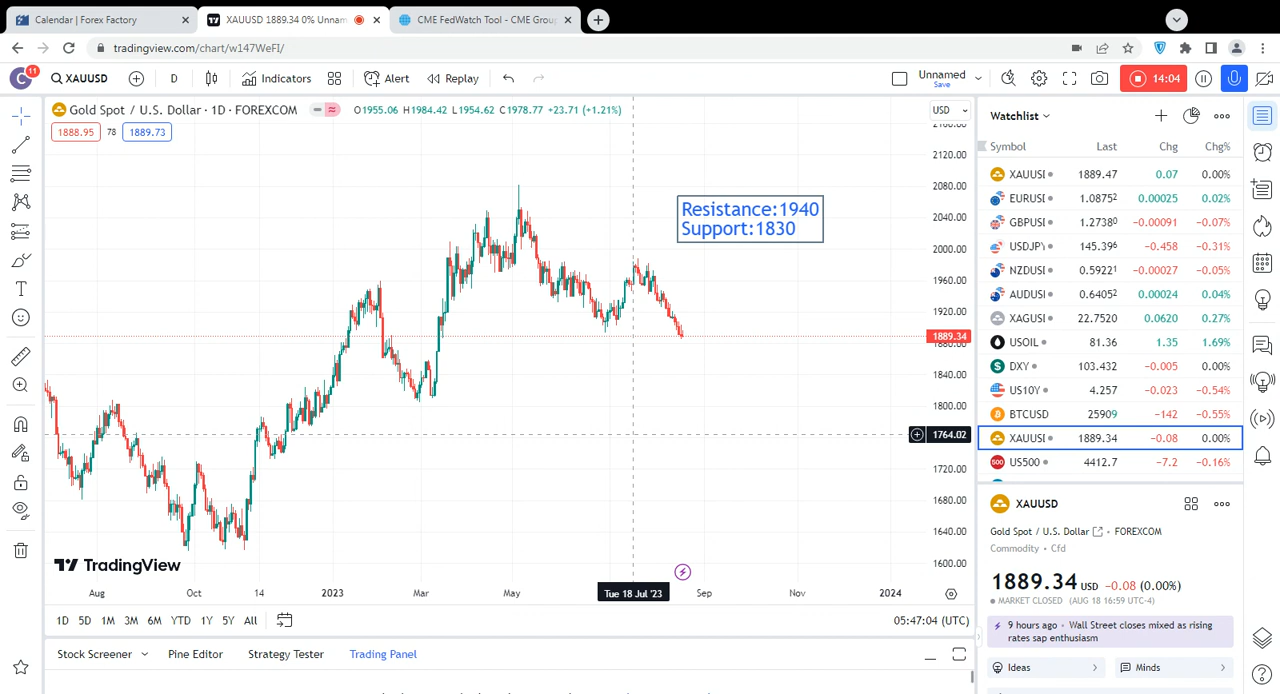 Calendar | Forex Factory
XAUUSD 1889.34 0% Unnam
CME FedWatch Tool - CME Grou
tradingview.com/chart/w147WeFI/
C 11
XAUUSD
D
Indicators
Alert
Replay
Unnamed
Save
14:04
Gold Spot / U.S. Dollar · 1D · FOREXCOM
O1955.06 H1984.42 L1954.62 C1978.77 +23.71 (+1.21%)
USD
1888.95 78 1889.73
2160.00
2120.00
2080.00
2040.00
2000.00
1960.00
1920.00
1889.34
1880.00
1840.00
1800.00
1764.02
1720.00
1680.00
1640.00
1600.00
Resistance:1940
Support:1830
TradingView
Aug Oct 14 2023 Mar May Tue 18 Jul '23 Sep Nov 2024
1D 5D 1M 3M 6M YTD 1Y 5Y All
05:47:04 (UTC)
Stock Screener Pine Editor Strategy Tester Trading Panel
Watchlist
Symbol Last Chg Chg%
XAUUSI 1889.47 0.07 0.00%
EURUSI 1.0875² 0.00025 0.02%
GBPUSI 1.2738⁰ −0.00091 −0.07%
USDJP\ 145.39⁶ −0.458 −0.31%
NZDUSI 0.5922¹ −0.00027 −0.05%
AUDUSI 0.6405² 0.00024 0.04%
XAGUSI 22.7520 0.0620 0.27%
USOIL 81.36 1.35 1.69%
DXY 103.432 −0.005 0.00%
US10Y 4.257 −0.023 −0.54%
BTCUSD 25909 −142 −0.55%
XAUUSI 1889.34 −0.08 0.00%
US500 4412.7 −7.2 −0.16%
XAUUSD
Gold Spot / U.S. Dollar · FOREXCOM
Commodity · Cfd
1889.34 USD −0.08 (0.00%)
MARKET CLOSED (AUG 18 16:59 UTC-4)
9 hours ago · Wall Street closes mixed as rising
rates sap enthusiasm
Ideas
Minds